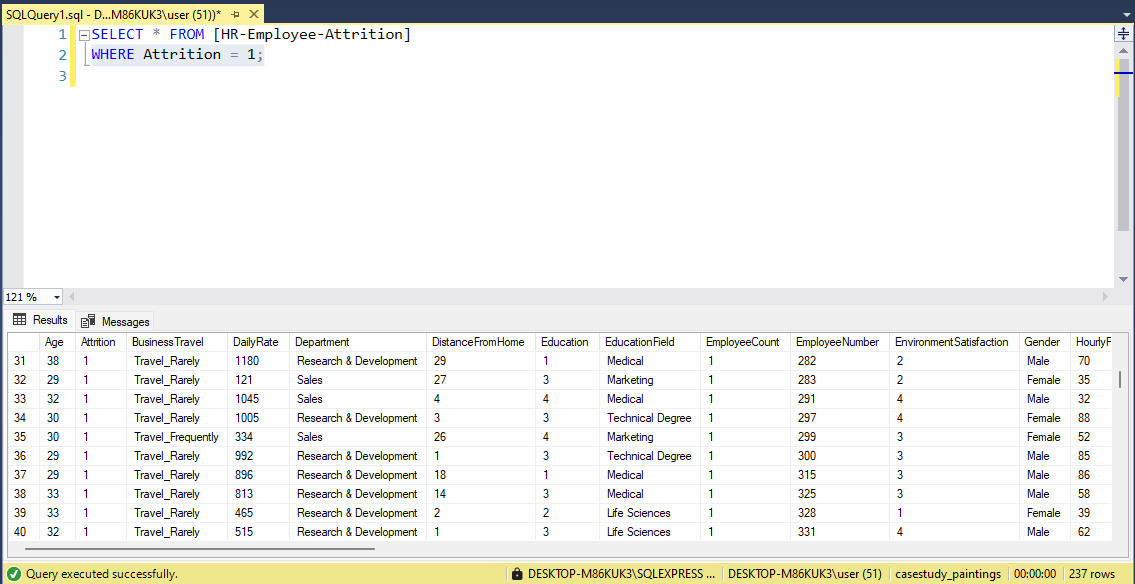 SQLQuery1.sql - D...M86KUK3\user (51))*
1 SELECT * FROM [HR-Employee-Attrition]
2 WHERE Attrition = 1;
3
121 %
Results Messages
Age Attrition BusinessTravel DailyRate Department DistanceFromHome Education EducationField EmployeeCount EmployeeNumber EnvironmentSatisfaction Gender HourlyF
31 38 1 Travel_Rarely 1180 Research & Development 29 1 Medical 1 282 2 Male 70
32 29 1 Travel_Rarely 121 Sales 27 3 Marketing 1 283 2 Female 35
33 32 1 Travel_Rarely 1045 Sales 4 4 Medical 1 291 4 Male 32
34 30 1 Travel_Rarely 1005 Research & Development 3 3 Technical Degree 1 297 4 Female 88
35 30 1 Travel_Frequently 334 Sales 26 4 Marketing 1 299 3 Female 52
36 29 1 Travel_Rarely 992 Research & Development 1 3 Technical Degree 1 300 3 Male 85
37 29 1 Travel_Rarely 896 Research & Development 18 1 Medical 1 315 3 Male 86
38 33 1 Travel_Rarely 813 Research & Development 14 3 Medical 1 325 3 Male 58
39 33 1 Travel_Rarely 465 Research & Development 2 2 Life Sciences 1 328 1 Female 39
40 32 1 Travel_Rarely 515 Research & Development 1 3 Life Sciences 1 331 4 Male 62
Query executed successfully. DESKTOP-M86KUK3\SQLEXPRESS ... DESKTOP-M86KUK3\user (51) casestudy_paintings 00:00:00 237 rows